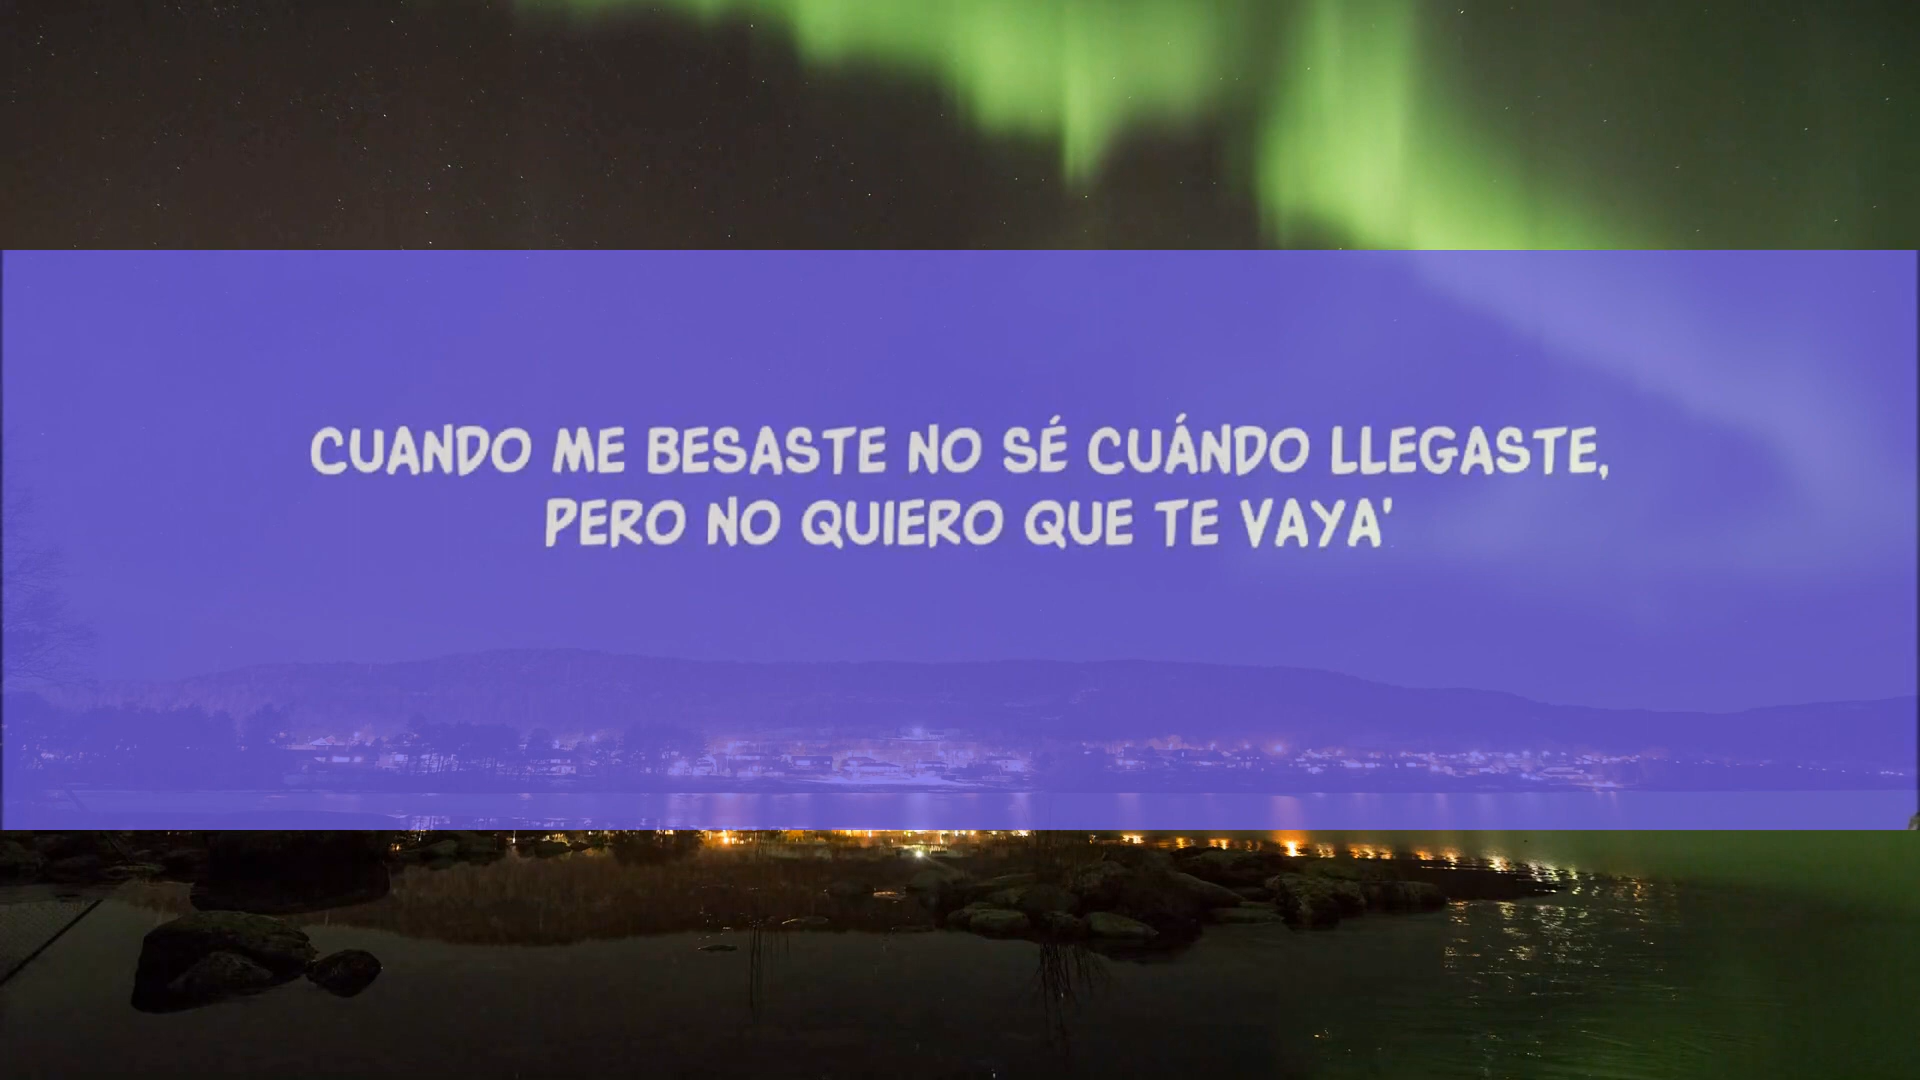 CUANDO ME BESASTE NO SÉ CUÁNDO LLEGASTE,
PERO NO QUIERO QUE TE VAYA'